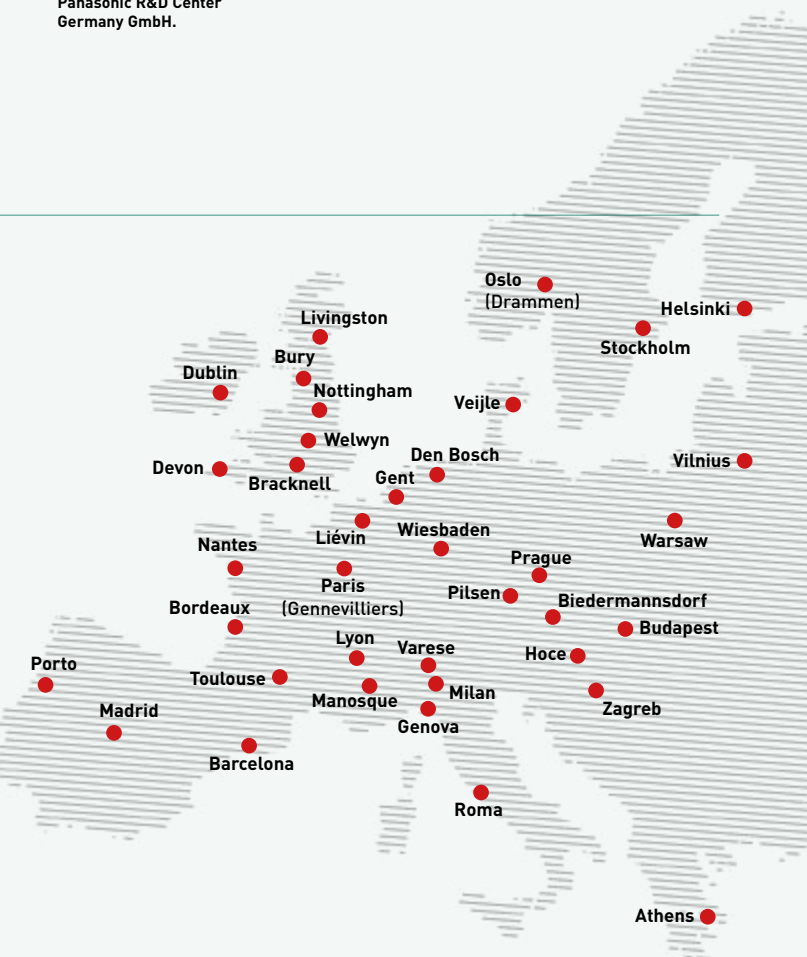 Panasonic R&D Center
Germany GmbH.
Oslo
(Drammen)
Helsinki
Livingston
Stockholm
Bury
Dublin
Nottingham
Veijle
Welwyn
Den Bosch
Vilnius
Devon
Gent
Bracknell
Liévin
Wiesbaden
Warsaw
Nantes
Prague
Paris
(Gennevilliers)
Pilsen
Biedermannsdorf
Bordeaux
Budapest
Lyon
Varese
Hoce
Porto
Toulouse
Manosque
Milan
Madrid
Zagreb
Genova
Barcelona
Roma
Athens